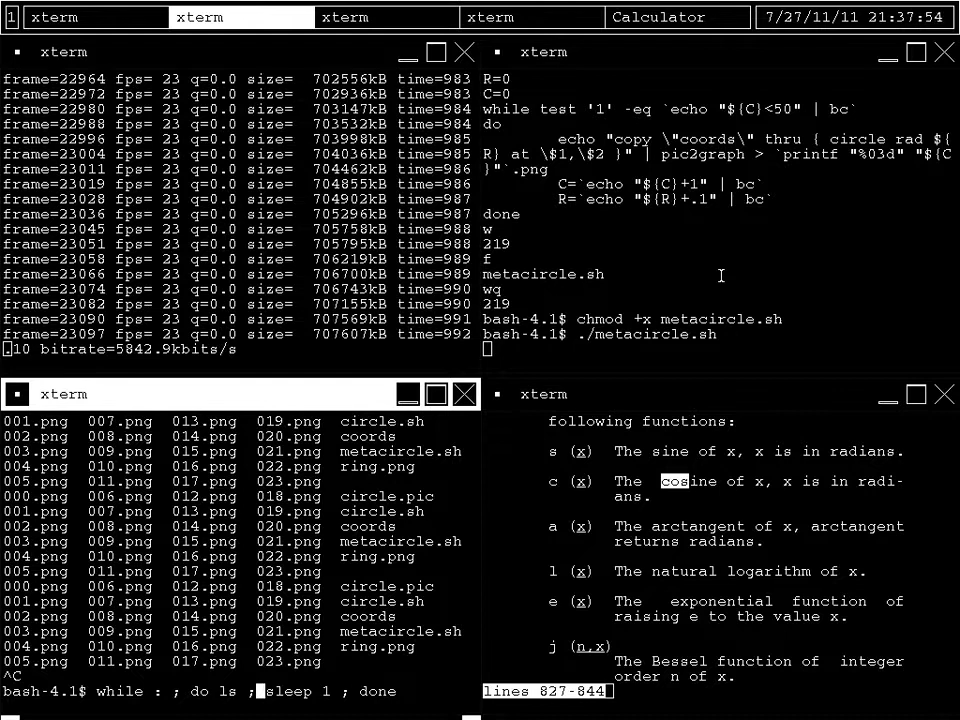 1 xterm xterm xterm xterm Calculator 7/27/11/11 21:37:54
xterm
frame=22964 fps= 23 q=0.0 size=  702556kB time=983
frame=22972 fps= 23 q=0.0 size=  702936kB time=983
frame=22980 fps= 23 q=0.0 size=  703147kB time=984
frame=22988 fps= 23 q=0.0 size=  703532kB time=984
frame=22996 fps= 23 q=0.0 size=  703998kB time=985
frame=23004 fps= 23 q=0.0 size=  704036kB time=985
frame=23011 fps= 23 q=0.0 size=  704462kB time=986
frame=23019 fps= 23 q=0.0 size=  704855kB time=986
frame=23028 fps= 23 q=0.0 size=  704902kB time=987
frame=23036 fps= 23 q=0.0 size=  705296kB time=987
frame=23045 fps= 23 q=0.0 size=  705758kB time=988
frame=23051 fps= 23 q=0.0 size=  705795kB time=988
frame=23058 fps= 23 q=0.0 size=  706219kB time=989
frame=23066 fps= 23 q=0.0 size=  706700kB time=989
frame=23074 fps= 23 q=0.0 size=  706743kB time=990
frame=23082 fps= 23 q=0.0 size=  707155kB time=990
frame=23090 fps= 23 q=0.0 size=  707569kB time=991
frame=23097 fps= 23 q=0.0 size=  707607kB time=992
.10 bitrate=5842.9kbits/s
xterm
R=0
C=0
while test '1' -eq `echo "${C}<50" | bc`
do
        echo "copy \"coords\" thru { circle rad ${
R} at \$1,\$2 }" | pic2graph > `printf "%03d" "${C
}"`.png
        C=`echo "${C}+1" | bc`
        R=`echo "${R}+.1" | bc`
done
w
219
f
metacircle.sh
wq
219
bash-4.1$ chmod +x metacircle.sh
bash-4.1$ ./metacircle.sh
xterm
001.png  007.png  013.png  019.png  circle.sh
002.png  008.png  014.png  020.png  coords
003.png  009.png  015.png  021.png  metacircle.sh
004.png  010.png  016.png  022.png  ring.png
005.png  011.png  017.png  023.png
000.png  006.png  012.png  018.png  circle.pic
001.png  007.png  013.png  019.png  circle.sh
002.png  008.png  014.png  020.png  coords
003.png  009.png  015.png  021.png  metacircle.sh
004.png  010.png  016.png  022.png  ring.png
005.png  011.png  017.png  023.png
000.png  006.png  012.png  018.png  circle.pic
001.png  007.png  013.png  019.png  circle.sh
002.png  008.png  014.png  020.png  coords
003.png  009.png  015.png  021.png  metacircle.sh
004.png  010.png  016.png  022.png  ring.png
005.png  011.png  017.png  023.png
^C
bash-4.1$ while : ; do ls ; sleep 1 ; done
xterm
following functions:
s (x)  The sine of x, x is in radians.
c (x)  The  cosine of x, x is in radi-
ans.
a (x)  The arctangent of x, arctangent
returns radians.
l (x)  The natural logarithm of x.
e (x)  The  exponential  function  of
raising e to the value x.
j (n,x)
The Bessel function of  integer
order n of x.
lines 827-844